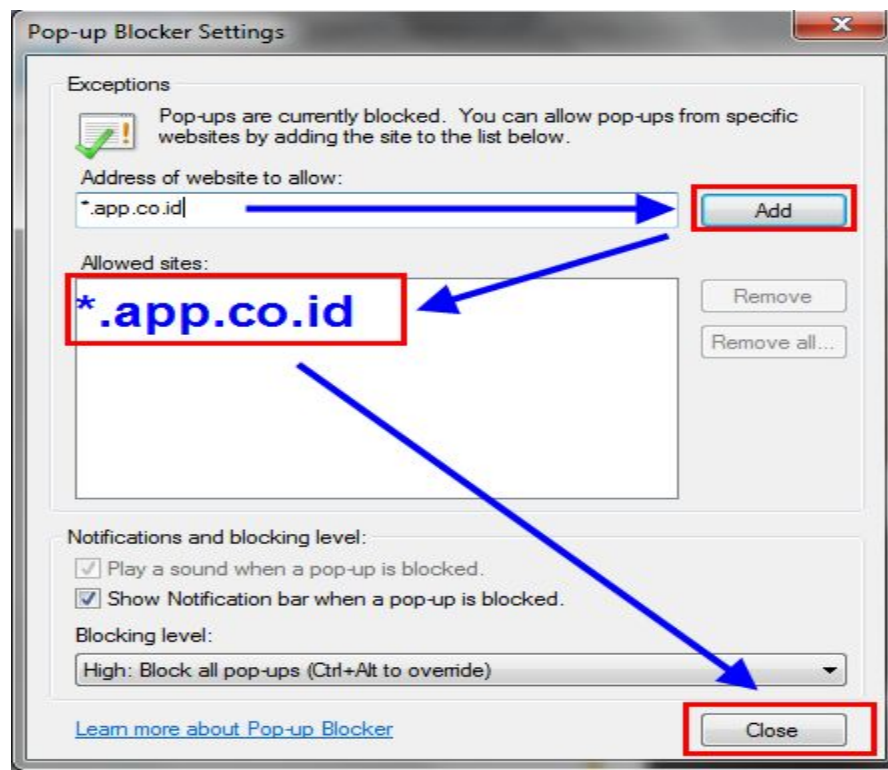 Pop-up Blocker Settings
Exceptions
Pop-ups are currently blocked. You can allow pop-ups from specific
websites by adding the site to the list below.
Address of website to allow:
*.app.co.id
Add
Allowed sites:
*.app.co.id
Remove
Remove all...
Notifications and blocking level:
Play a sound when a pop-up is blocked.
Show Notification bar when a pop-up is blocked.
Blocking level:
High: Block all pop-ups (Ctrl+Alt to override)
Learn more about Pop-up Blocker
Close